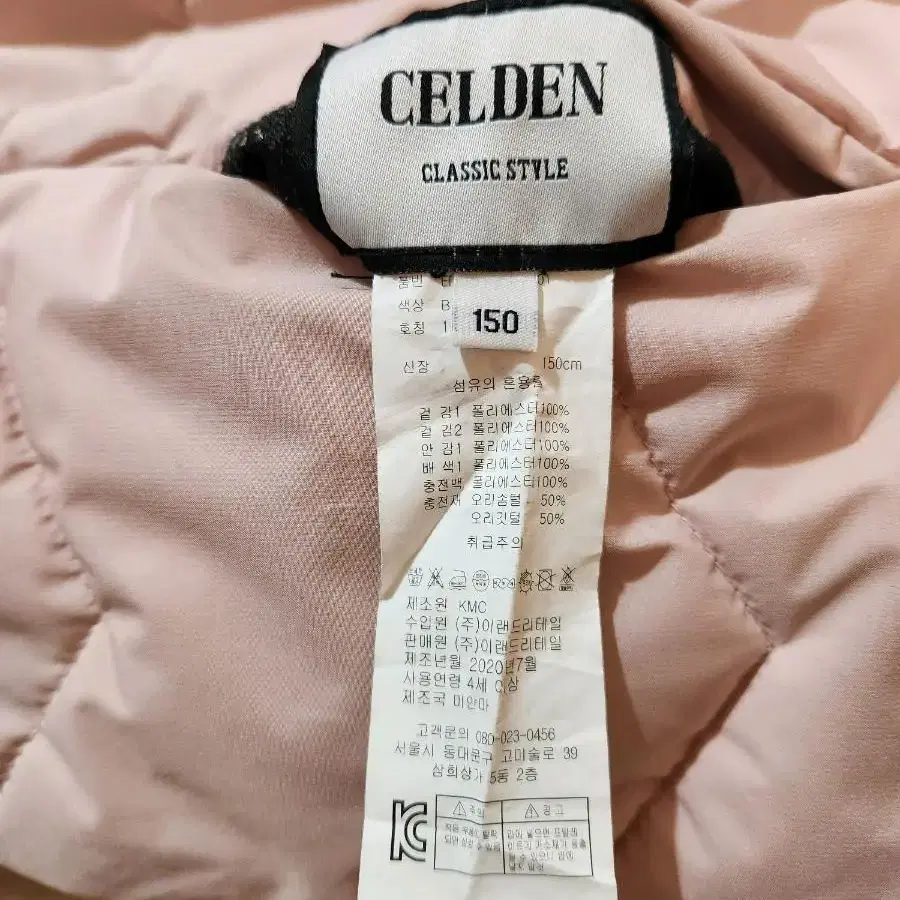 CELDEN
CLASSIC STYLE
품번
색상 B
호칭 1
150
신장 150cm
섬유의 혼용률
겉 감1 폴리에스터100%
겉 감2 폴리에스터100%
안 감1 폴리에스터100%
배 색1 폴리에스터100%
충전백 폴리에스터100%
충전재 오리솜털 - 50%
오리깃털 50%
취급주의
제조원 KMC
수입원 (주)이랜드리테일
판매원 (주)이랜드리테일
제조년월 2020년7월
사용연령 4세 이상
제조국 미얀마
고객문의 080-023-0456
서울시 동대문구 고미술로 39
삼희상가 5동 2층
KC
주의
경고